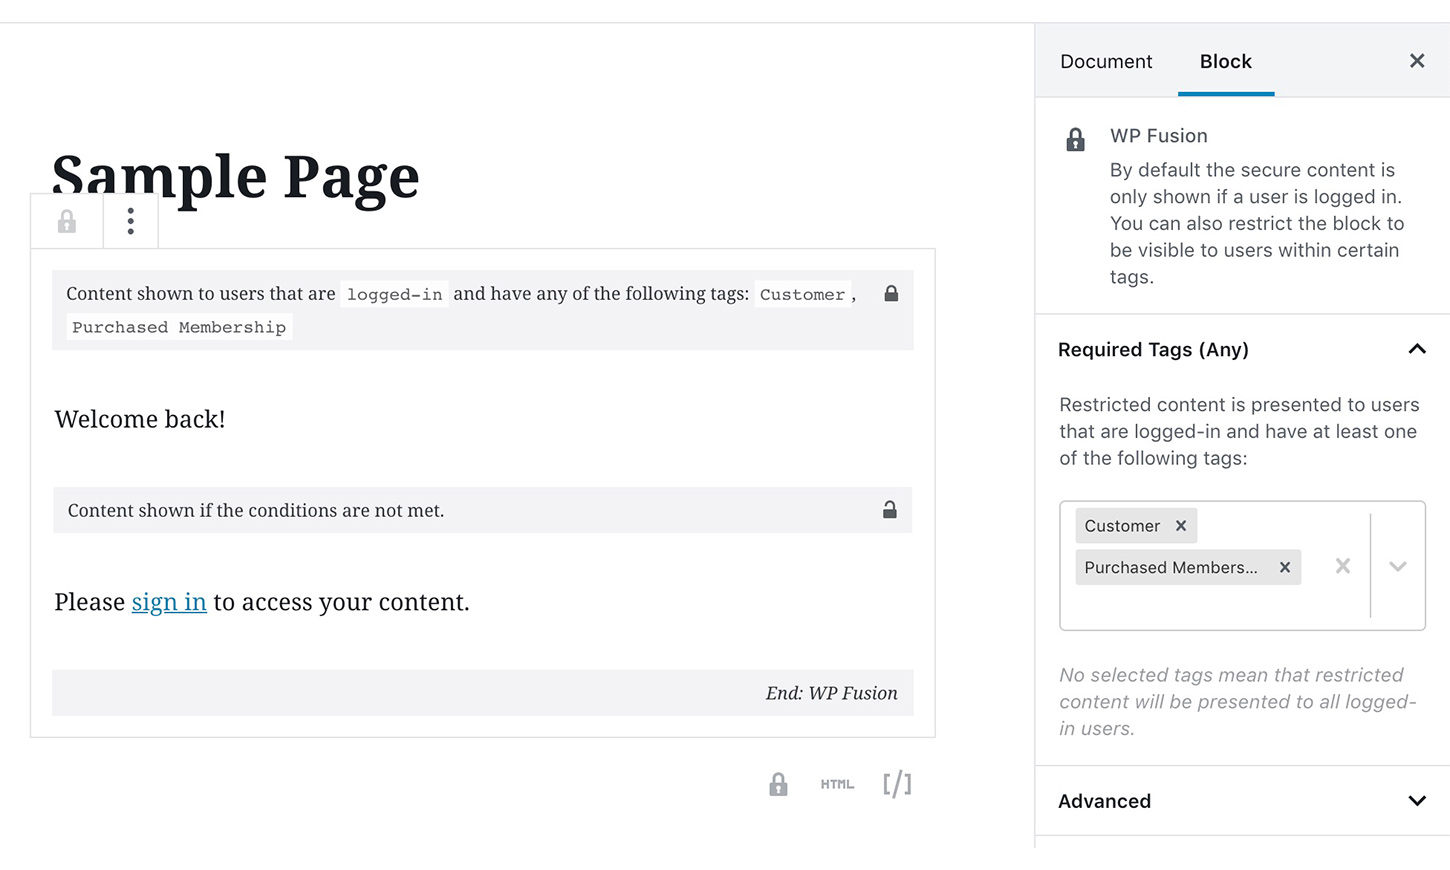 Sample Page
Content shown to users that are logged-in and have any of the following tags: Customer,
Purchased Membership
Welcome back!
Content shown if the conditions are not met.
Please sign in to access your content.
End: WP Fusion
HTML [/]
Document Block
WP Fusion
By default the secure content is
only shown if a user is logged in.
You can also restrict the block to
be visible to users within certain
tags.
Required Tags (Any)
Restricted content is presented to users
that are logged-in and have at least one
of the following tags:
Customer
Purchased Members...
No selected tags mean that restricted
content will be presented to all logged-
in users.
Advanced